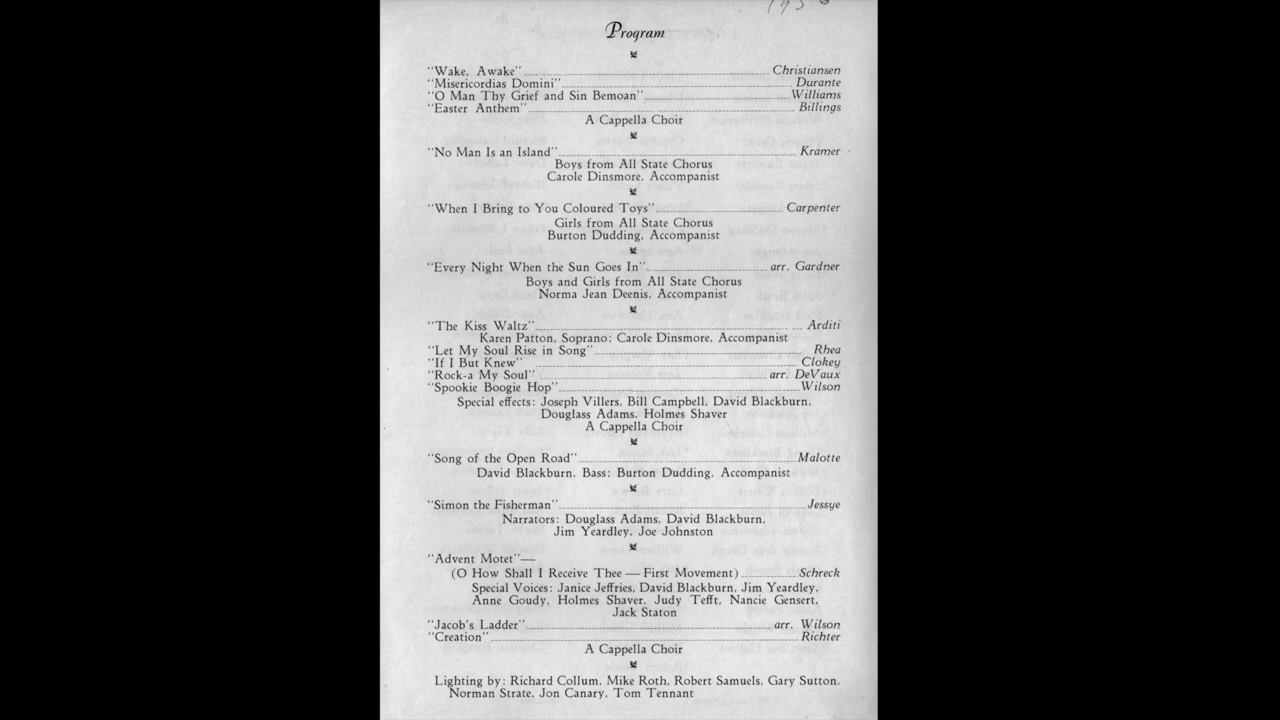 Program
"Wake, Awake" Christiansen
"Misericordias Domini" Durante
"O Man Thy Grief and Sin Bemoan" Williams
"Easter Anthem" Billings
A Cappella Choir
"No Man Is an Island" Kramer
Boys from All State Chorus
Carole Dinsmore, Accompanist
"When I Bring to You Coloured Toys" Carpenter
Girls from All State Chorus
Burton Dudding, Accompanist
"Every Night When the Sun Goes In" arr. Gardner
Boys and Girls from All State Chorus
Norma Jean Deenis, Accompanist
"The Kiss Waltz" Arditi
Karen Patton, Soprano; Carole Dinsmore, Accompanist
"Let My Soul Rise in Song" Rhea
"If I But Knew" Clokey
"Rock-a My Soul" arr. DeVaux
"Spookie Boogie Hop" Wilson
Special effects: Joseph Villers, Bill Campbell, David Blackburn,
Douglass Adams, Holmes Shaver
A Cappella Choir
"Song of the Open Road" Malotte
David Blackburn, Bass; Burton Dudding, Accompanist
"Simon the Fisherman" Jessye
Narrators: Douglass Adams, David Blackburn,
Jim Yeardley, Joe Johnston
"Advent Motet"—
(O How Shall I Receive Thee — First Movement) Schreck
Special Voices: Janice Jeffries, David Blackburn, Jim Yeardley,
Anne Goudy, Holmes Shaver, Judy Tefft, Nancie Gensert,
Jack Staton
"Jacob's Ladder" arr. Wilson
"Creation" Richter
A Cappella Choir
Lighting by: Richard Collum, Mike Roth, Robert Samuels, Gary Sutton,
Norman Strate, Jon Canary, Tom Tennant